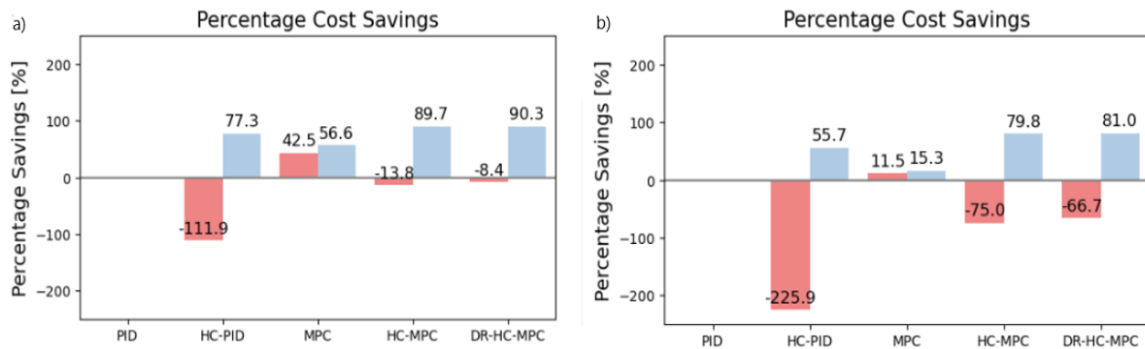 a)
Percentage Cost Savings
Percentage Savings [%]
200
100
0
−100
−200
-111.9
77.3
42.5
56.6
-13.8
89.7
-8.4
90.3
PID
HC-PID
MPC
HC-MPC
DR-HC-MPC
b)
Percentage Cost Savings
Percentage Savings [%]
200
100
0
−100
−200
-225.9
55.7
11.5
15.3
-75.0
79.8
-66.7
81.0
PID
HC-PID
MPC
HC-MPC
DR-HC-MPC